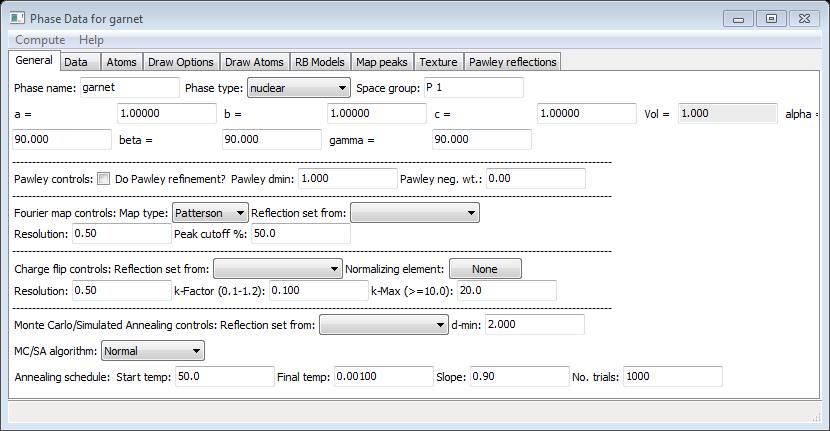 Phase Data for garnet
Compute Help
General Data Atoms Draw Options Draw Atoms RB Models Map peaks Texture Pawley reflections
Phase name: garnet Phase type: nuclear Space group: P 1
a = 1.00000 b = 1.00000 c = 1.00000 Vol = 1.000 alpha =
90.000 beta = 90.000 gamma = 90.000
Pawley controls: Do Pawley refinement? Pawley dmin: 1.000 Pawley neg. wt.: 0.00
Fourier map controls: Map type: Patterson Reflection set from:
Resolution: 0.50 Peak cutoff %: 50.0
Charge flip controls: Reflection set from: Normalizing element: None
Resolution: 0.50 k-Factor (0.1-1.2): 0.100 k-Max (>=10.0): 20.0
Monte Carlo/Simulated Annealing controls: Reflection set from: d-min: 2.000
MC/SA algorithm: Normal
Annealing schedule: Start temp: 50.0 Final temp: 0.00100 Slope: 0.90 No. trials: 1000